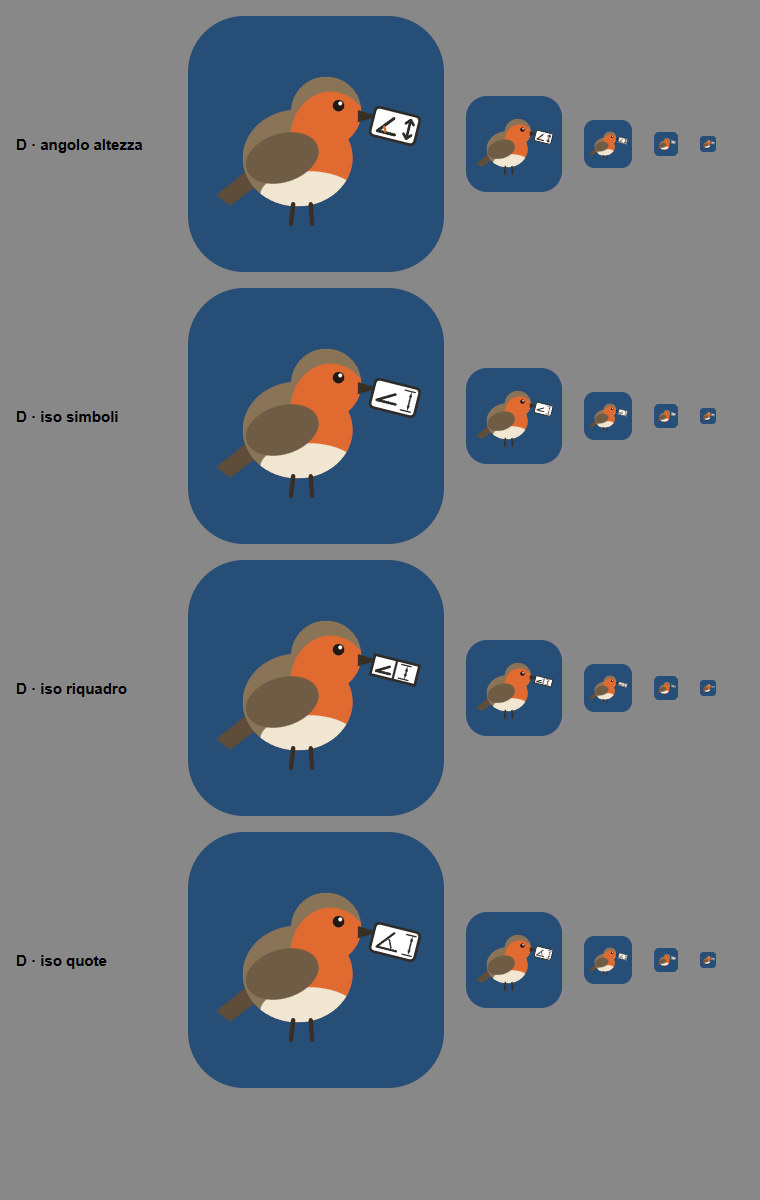 D · angolo altezza
D · iso simboli
D · iso riquadro
D · iso quote